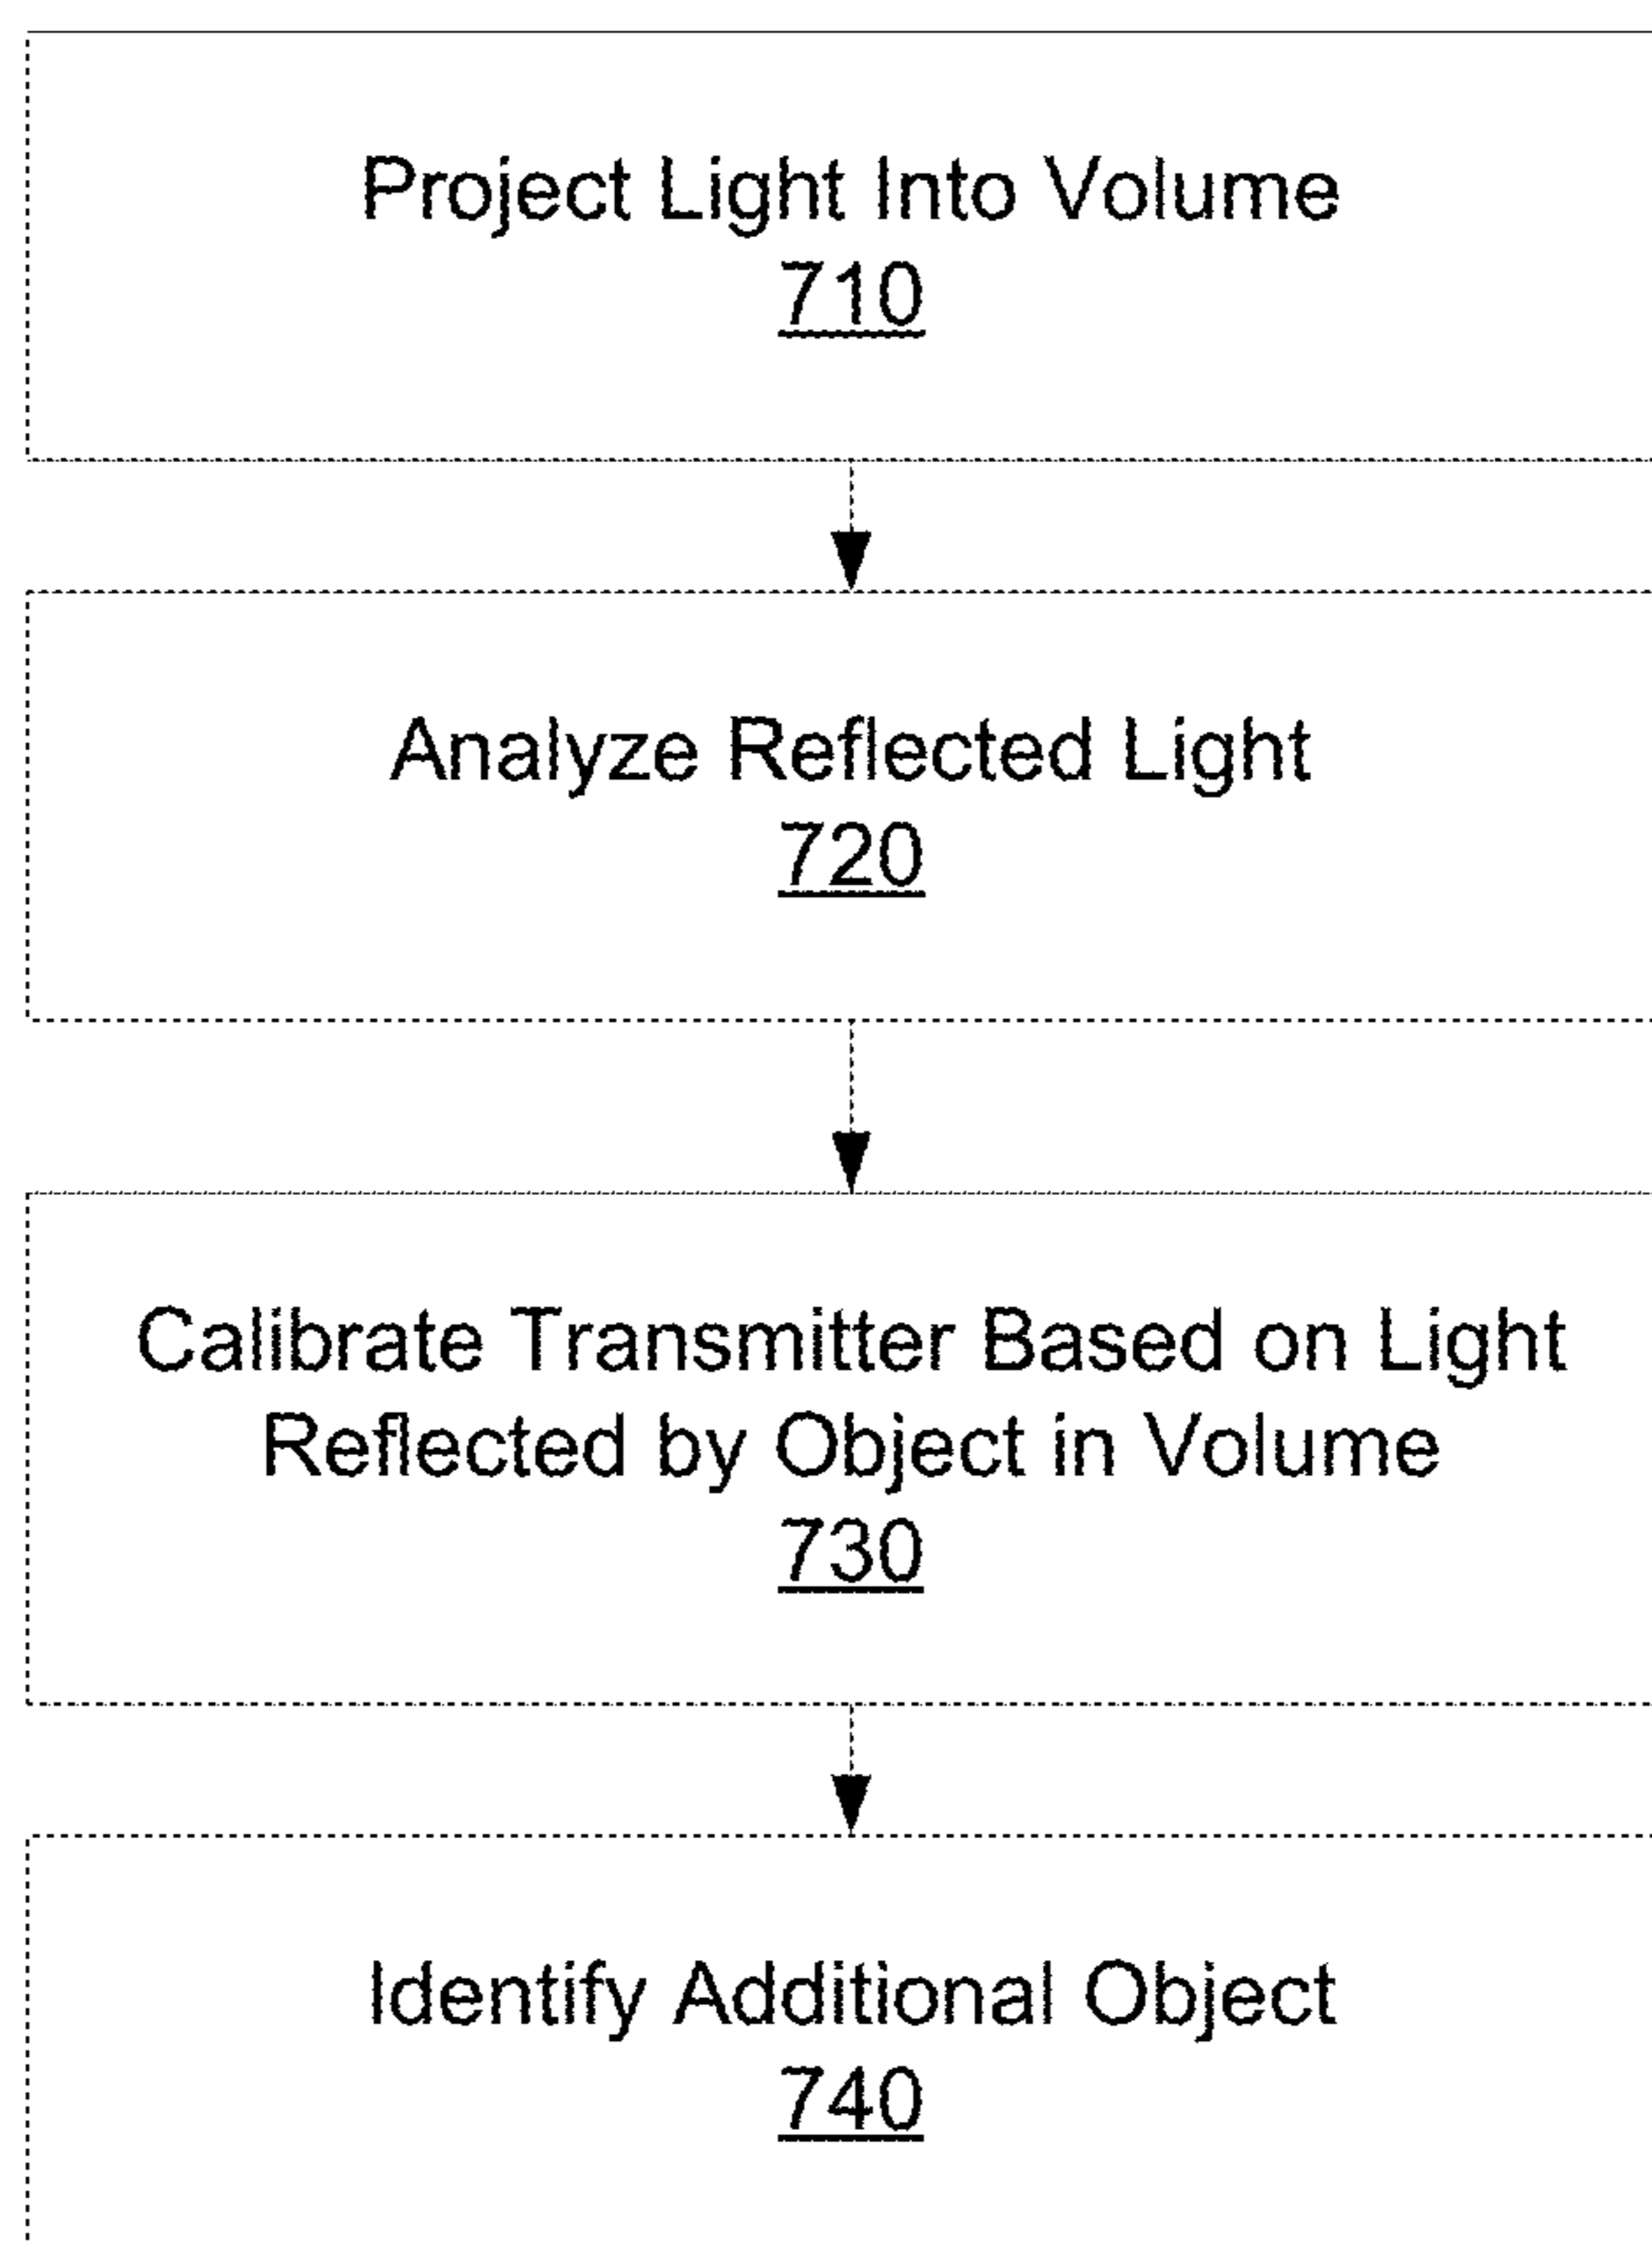 Project Light Into Volume
710
Analyze Reflected Light
720
Calibrate Transmitter Based on Light
Reflected by Object in Volume
730
Identify Additional Object
740